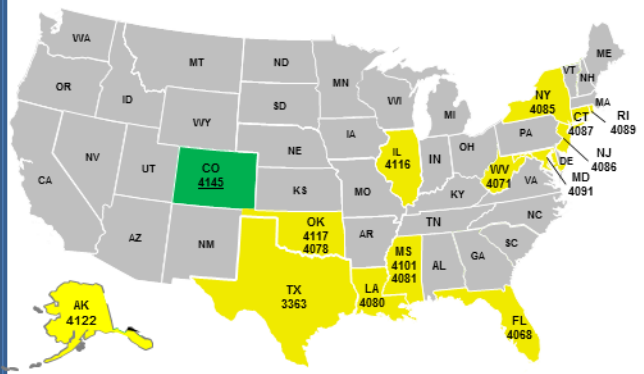 WA
MT
ND
MN
ME
VT
NH
OR
ID
SD
WI
MI
NY
4085
MA
CT
4087
RI
4089
WY
IA
NE
IL
4116
IN
OH
PA
NJ
4086
NV
UT
CO
4145
CA
KS
MO
WV
4071
DE
MD
4091
VA
KY
OK
4117
4078
AR
TN
NC
AZ
NM
SC
MS
4101
4081
AL
GA
TX
3363
LA
4080
FL
4068
AK
4122